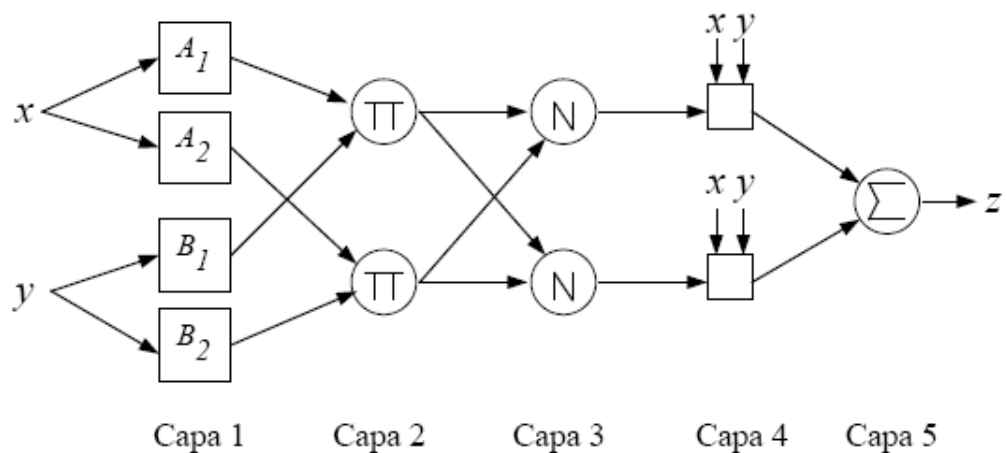 x y
A1
x
Π N
A2
x y
B1
Σ z
y
Π N
B2
Capa 1 Capa 2 Capa 3 Capa 4 Capa 5